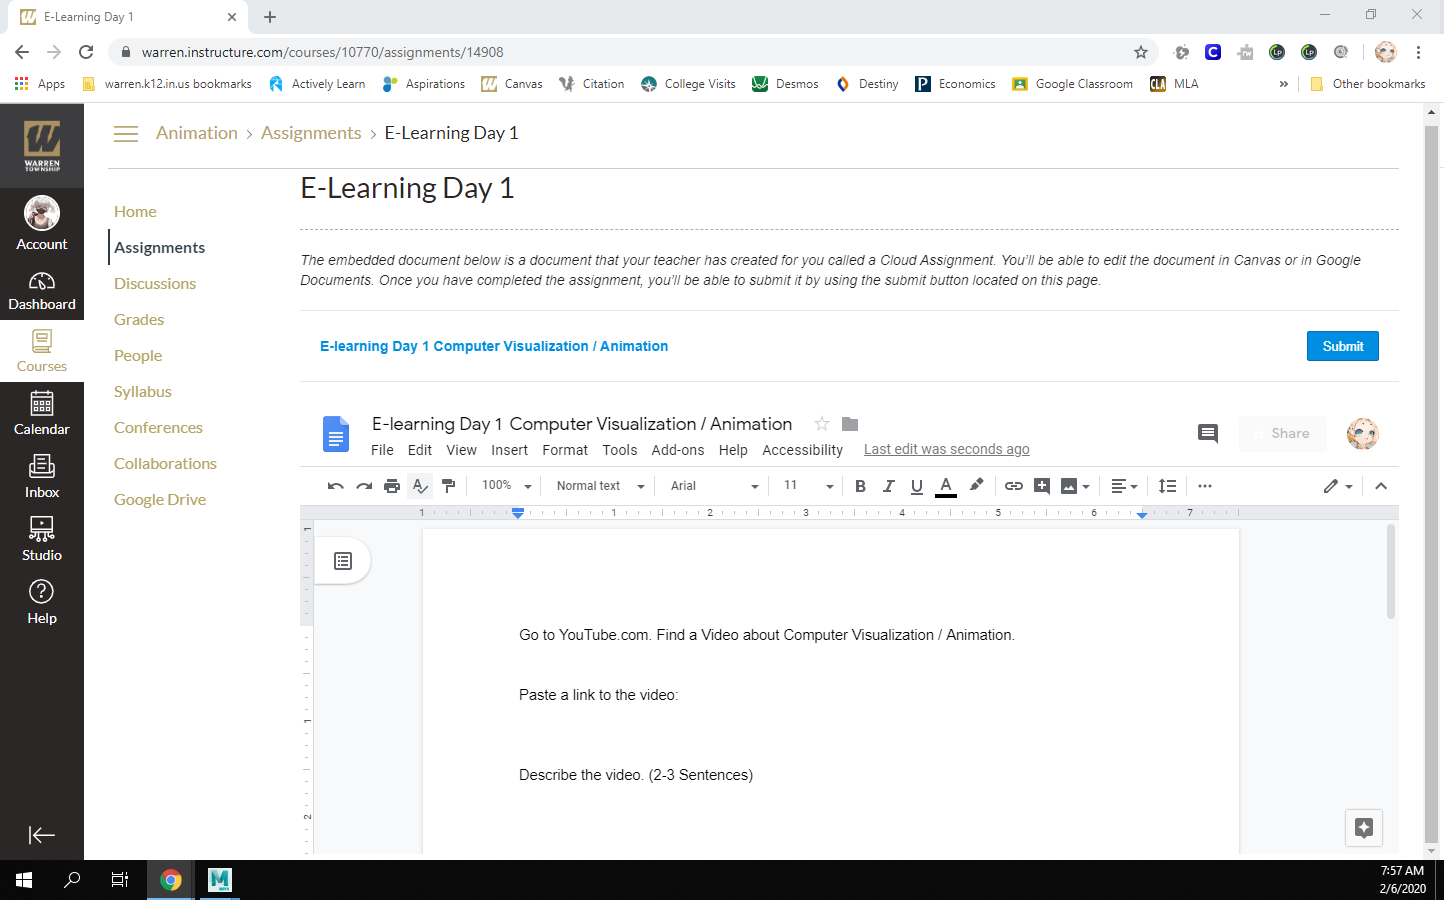 E-Learning Day 1
warren.instructure.com/courses/10770/assignments/14908
Apps
warren.k12.in.us bookmarks
Actively Learn
Aspirations
Canvas
Citation
College Visits
Desmos
Destiny
Economics
Google Classroom
MLA
»
Other bookmarks
WARREN
TOWNSHIP
Account
Dashboard
Courses
Calendar
Inbox
Studio
Help
Animation > Assignments > E-Learning Day 1
Home
Assignments
Discussions
Grades
People
Syllabus
Conferences
Collaborations
Google Drive
E-Learning Day 1
The embedded document below is a document that your teacher has created for you called a Cloud Assignment. You'll be able to edit the document in Canvas or in Google
Documents. Once you have completed the assignment, you'll be able to submit it by using the submit button located on this page.
E-learning Day 1 Computer Visualization / Animation
Submit
E-learning Day 1 Computer Visualization / Animation
File Edit View Insert Format Tools Add-ons Help Accessibility Last edit was seconds ago
Share
100% Normal text Arial 11 B I U A
1 1 2 3 4 5 6 7
1
1
2
Go to YouTube.com. Find a Video about Computer Visualization / Animation.
Paste a link to the video:
Describe the video. (2-3 Sentences)
7:57 AM
2/6/2020